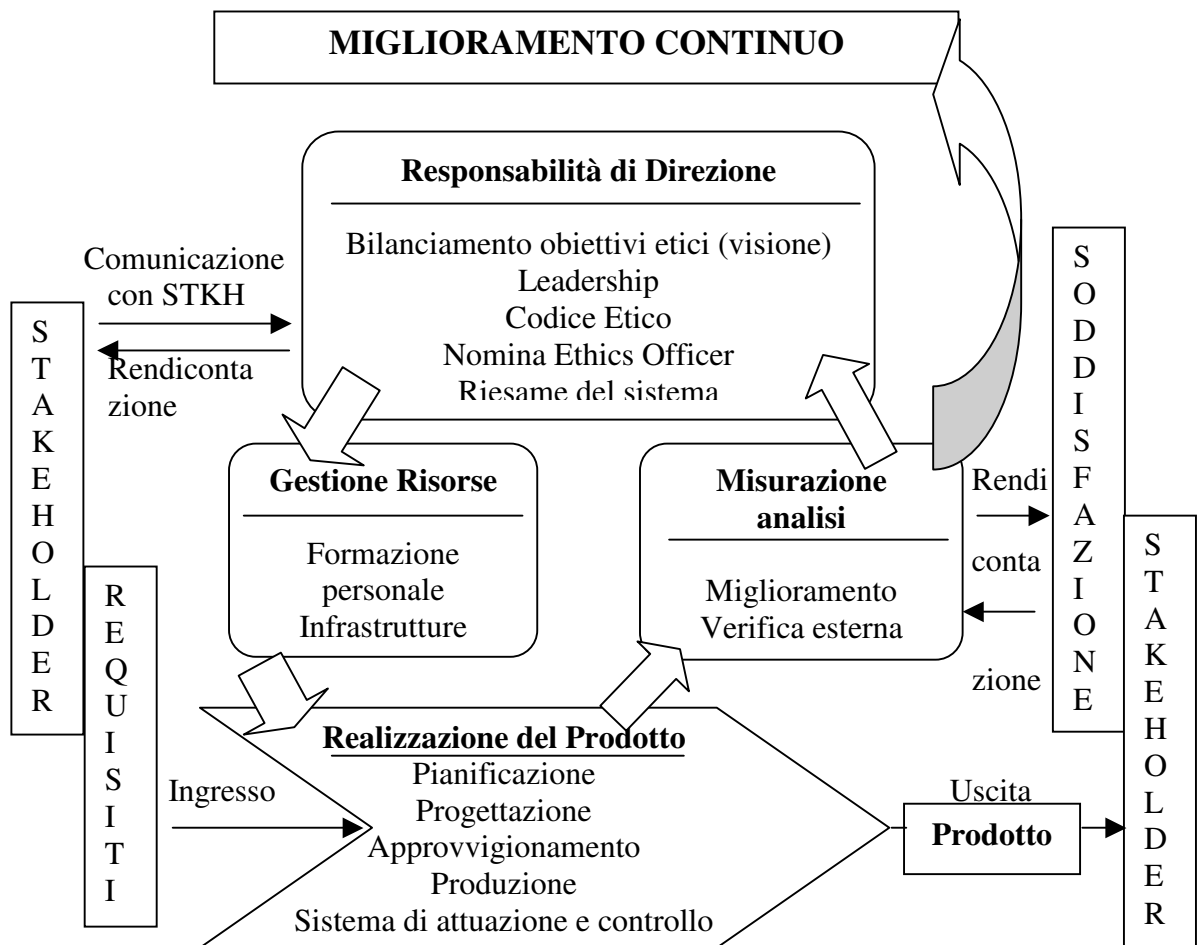 MIGLIORAMENTO CONTINUO
Responsabilità di Direzione
Bilanciamento obiettivi etici (visione)
Leadership
Codice Etico
Nomina Ethics Officer
Riesame del sistema
Comunicazione
con STKH
Rendiconta
zione
STAKEHOLDER
REQUISITI
Gestione Risorse
Formazione
personale
Infrastrutture
Misurazione
analisi
Miglioramento
Verifica esterna
Rendi
conta
zione
SODDISFAZIONE
STAKEHOLDER
Realizzazione del Prodotto
Pianificazione
Progettazione
Approvvigionamento
Produzione
Sistema di attuazione e controllo
Ingresso
Uscita
Prodotto